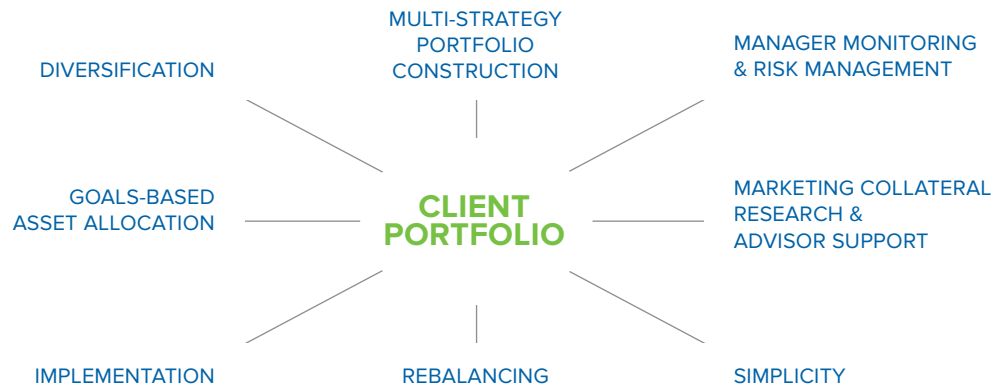 MULTI-STRATEGY
PORTFOLIO
CONSTRUCTION
MANAGER MONITORING
& RISK MANAGEMENT
DIVERSIFICATION
GOALS-BASED
ASSET ALLOCATION
CLIENT
PORTFOLIO
MARKETING COLLATERAL
RESEARCH &
ADVISOR SUPPORT
IMPLEMENTATION
REBALANCING
SIMPLICITY